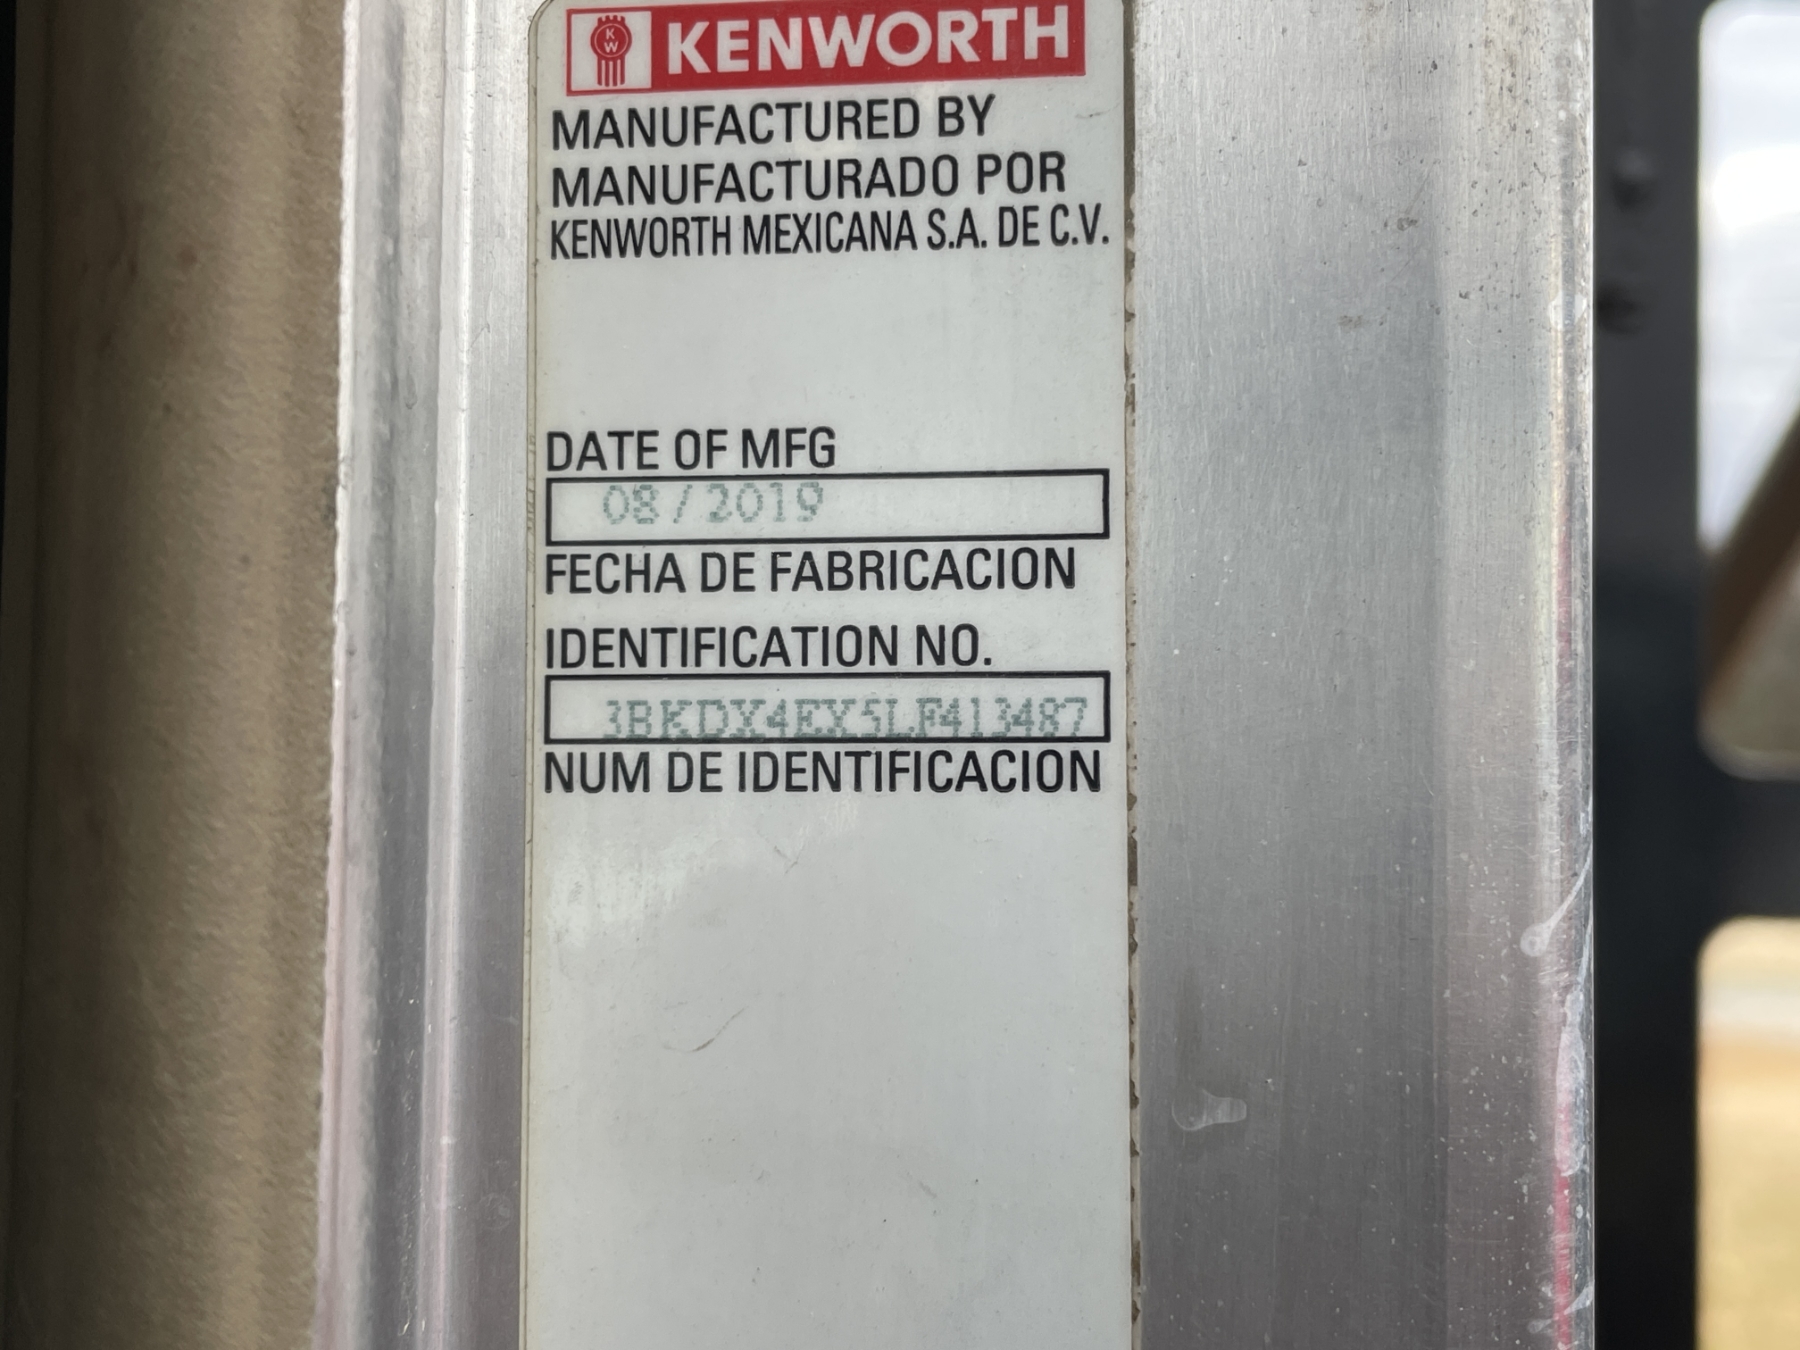 KW KENWORTH
MANUFACTURED BY
MANUFACTURADO POR
KENWORTH MEXICANA S.A. DE C.V.
DATE OF MFG
08/2019
FECHA DE FABRICACION
IDENTIFICATION NO.
3BKDX4EX5LF413487
NUM DE IDENTIFICACION